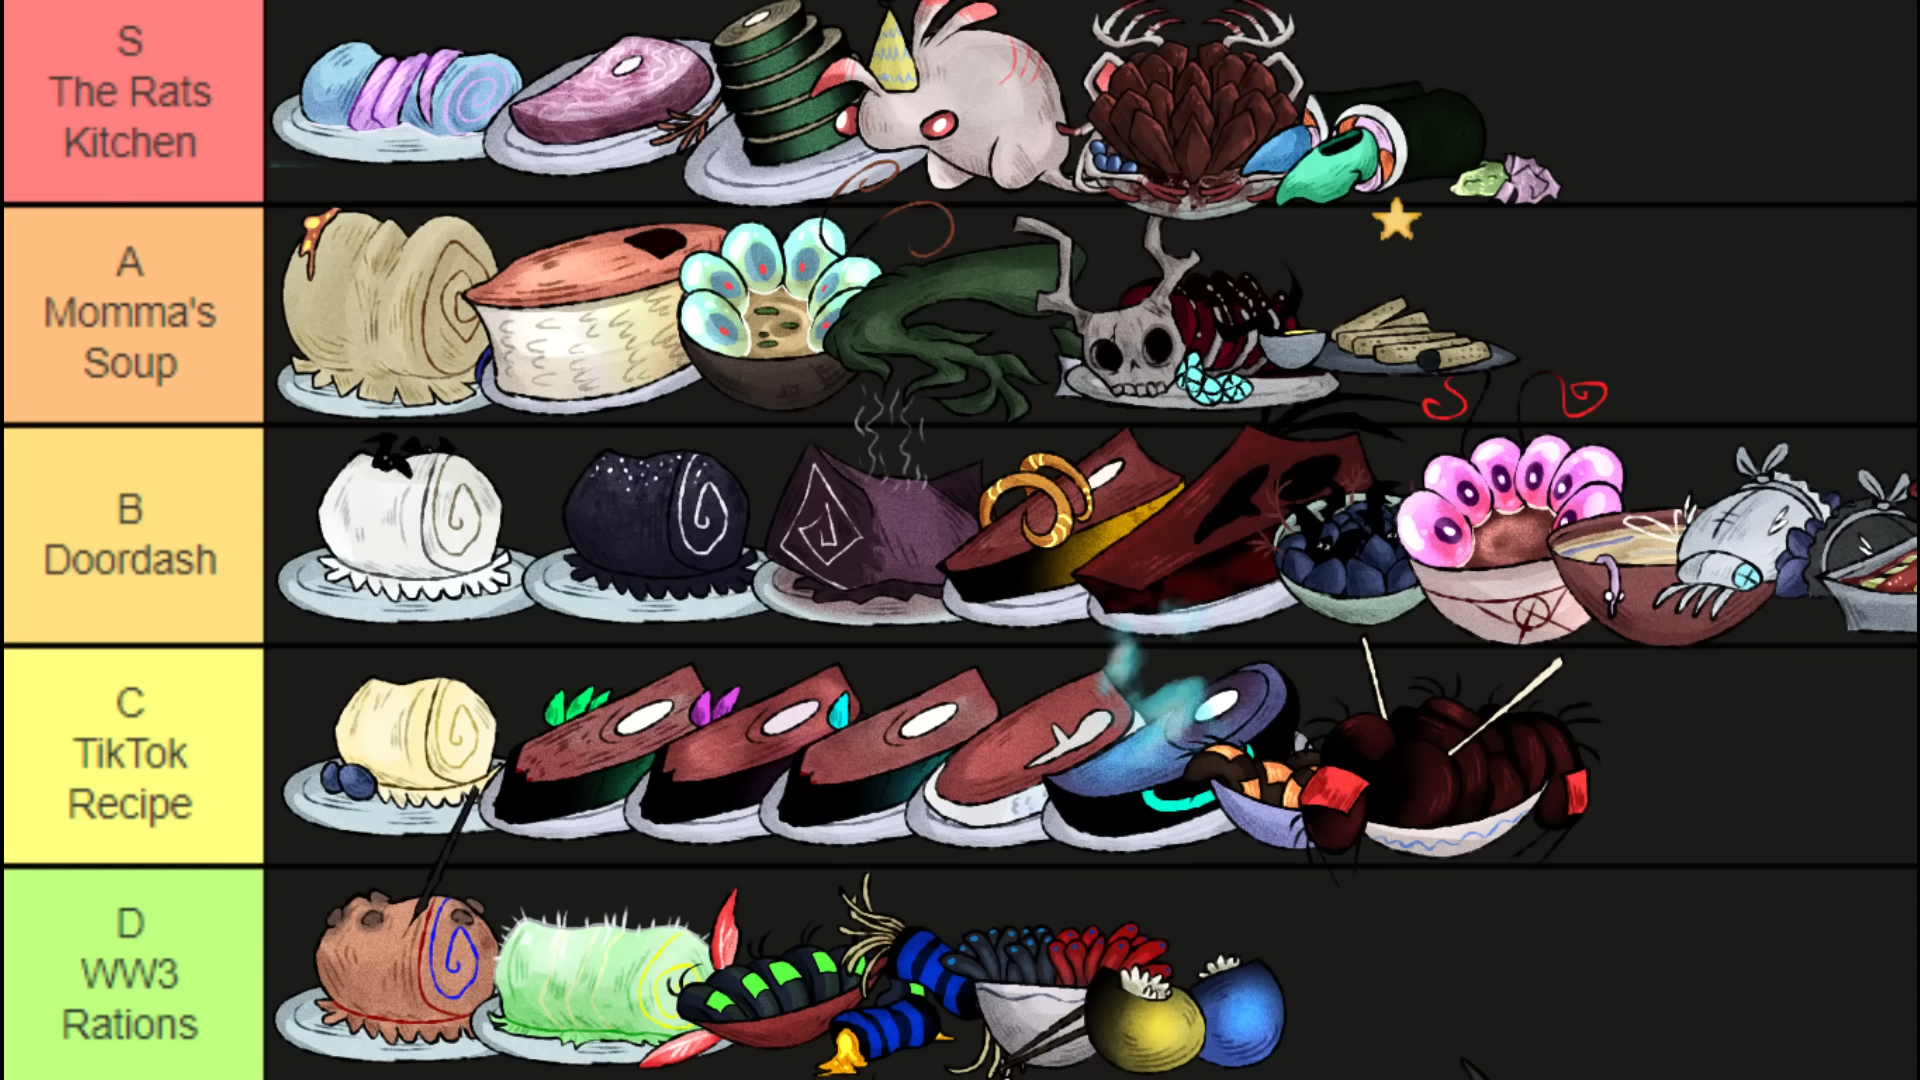 S
The Rats
Kitchen
A
Momma's
Soup
B
Doordash
C
TikTok
Recipe
D
WW3
Rations